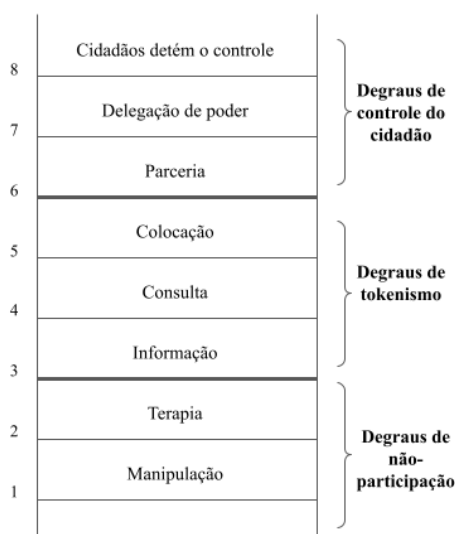 Cidadãos detém o controle
8
Delegação de poder
7
Parceria
6
Degraus de
controle do
cidadão
Colocação
5
Consulta
4
Informação
3
Degraus de
tokenismo
Terapia
2
Manipulação
1
Degraus de
não-
participação